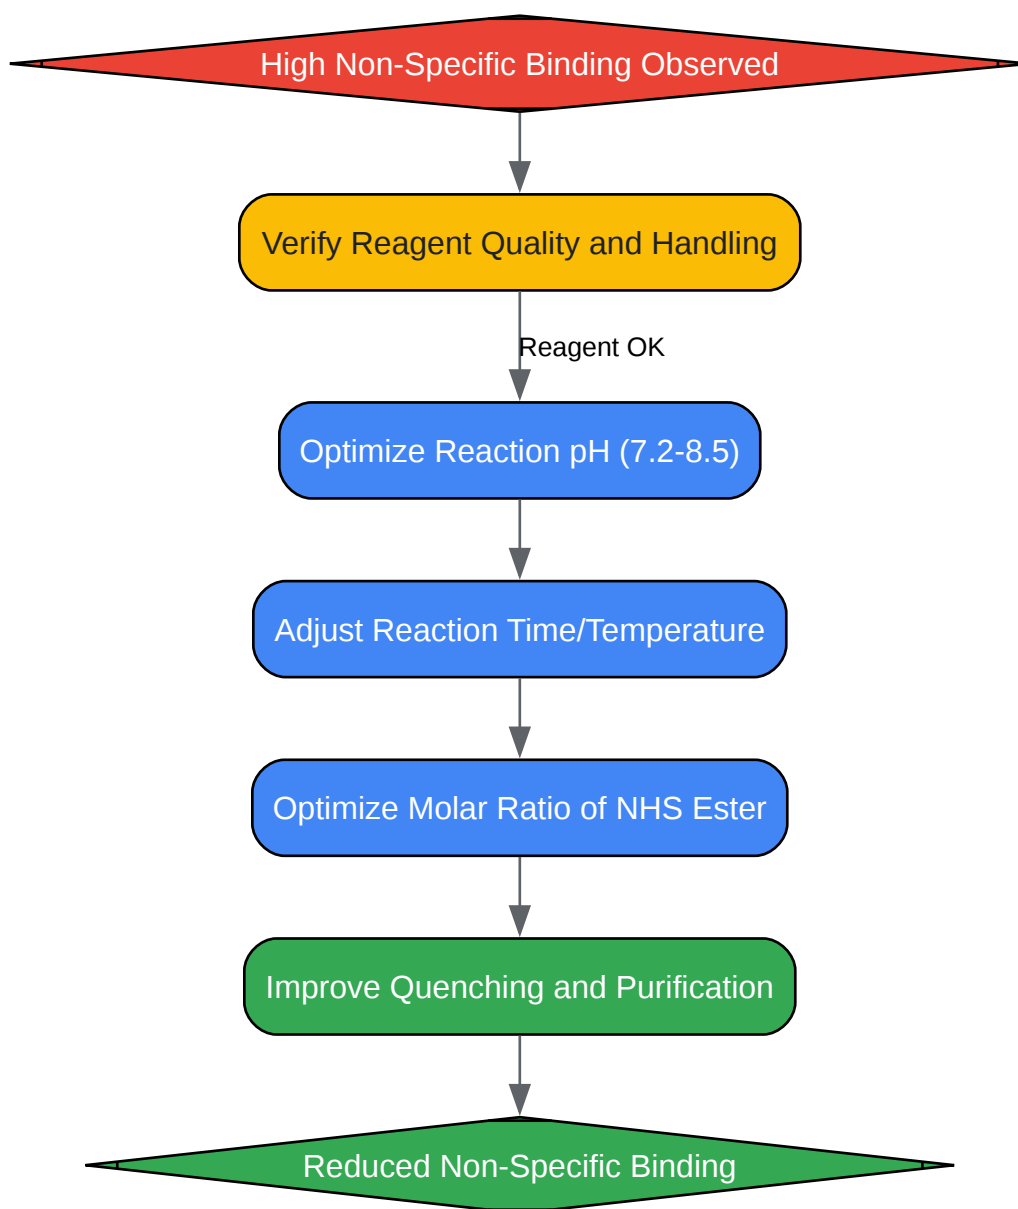 High Non-Specific Binding Observed
Verify Reagent Quality and Handling
Reagent OK
Optimize Reaction pH (7.2-8.5)
Adjust Reaction Time/Temperature
Optimize Molar Ratio of NHS Ester
Improve Quenching and Purification
Reduced Non-Specific Binding